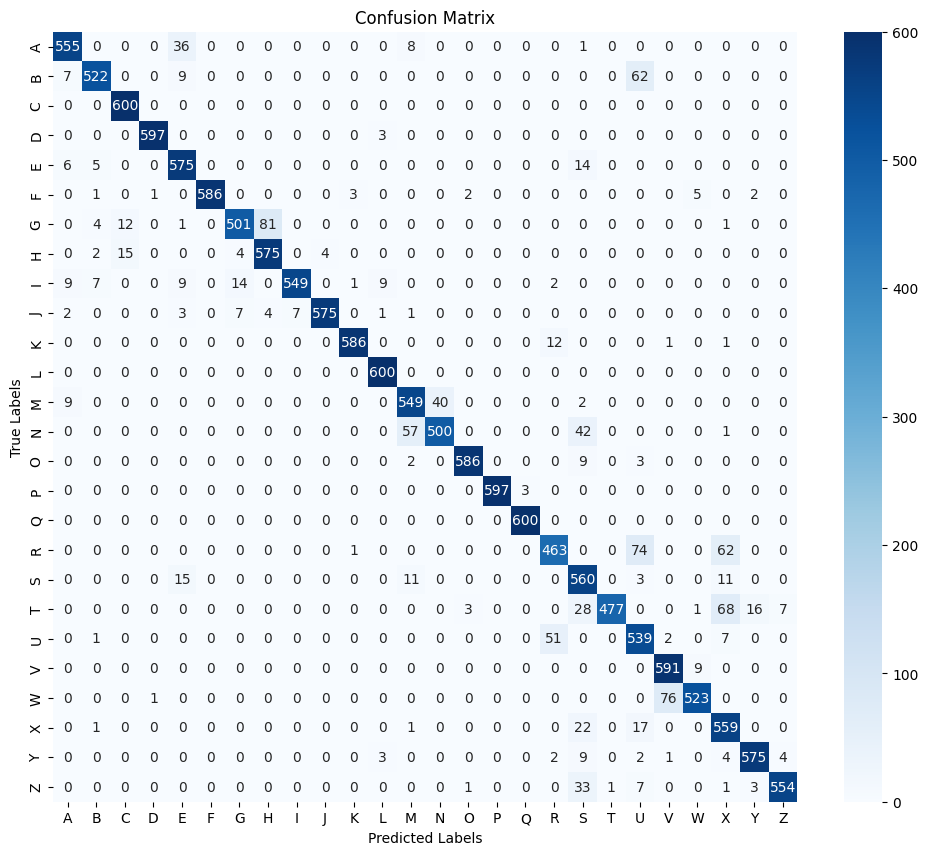 Confusion Matrix
A 555 0 0 0 36 0 0 0 0 0 0 0 8 0 0 0 0 0 1 0 0 0 0 0 0 0
B 7 522 0 0 9 0 0 0 0 0 0 0 0 0 0 0 0 0 0 0 62 0 0 0 0 0
C 0 0 600 0 0 0 0 0 0 0 0 0 0 0 0 0 0 0 0 0 0 0 0 0 0 0
D 0 0 0 597 0 0 0 0 0 0 0 3 0 0 0 0 0 0 0 0 0 0 0 0 0 0
E 6 5 0 0 575 0 0 0 0 0 0 0 0 0 0 0 0 0 14 0 0 0 0 0 0 0
F 0 1 0 1 0 586 0 0 0 0 3 0 0 0 2 0 0 0 0 0 0 0 5 0 2 0
G 0 4 12 0 1 0 501 81 0 0 0 0 0 0 0 0 0 0 0 0 0 0 0 1 0 0
H 0 2 15 0 0 0 4 575 0 4 0 0 0 0 0 0 0 0 0 0 0 0 0 0 0 0
I 9 7 0 0 9 0 14 0 549 0 1 9 0 0 0 0 0 2 0 0 0 0 0 0 0 0
J 2 0 0 0 3 0 7 4 7 575 0 1 1 0 0 0 0 0 0 0 0 0 0 0 0 0
K 0 0 0 0 0 0 0 0 0 0 586 0 0 0 0 0 0 12 0 0 0 1 0 1 0 0
L 0 0 0 0 0 0 0 0 0 0 0 600 0 0 0 0 0 0 0 0 0 0 0 0 0 0
M 9 0 0 0 0 0 0 0 0 0 0 0 549 40 0 0 0 0 2 0 0 0 0 0 0 0
N 0 0 0 0 0 0 0 0 0 0 0 0 57 500 0 0 0 0 42 0 0 0 0 1 0 0
O 0 0 0 0 0 0 0 0 0 0 0 0 2 0 586 0 0 0 9 0 3 0 0 0 0 0
P 0 0 0 0 0 0 0 0 0 0 0 0 0 0 0 597 3 0 0 0 0 0 0 0 0 0
Q 0 0 0 0 0 0 0 0 0 0 0 0 0 0 0 0 600 0 0 0 0 0 0 0 0 0
R 0 0 0 0 0 0 0 0 0 0 1 0 0 0 0 0 0 463 0 0 74 0 0 62 0 0
S 0 0 0 0 15 0 0 0 0 0 0 0 11 0 0 0 0 0 560 0 3 0 0 11 0 0
T 0 0 0 0 0 0 0 0 0 0 0 0 0 0 3 0 0 0 28 477 0 0 1 68 16 7
U 0 1 0 0 0 0 0 0 0 0 0 0 0 0 0 0 0 51 0 0 539 2 0 7 0 0
V 0 0 0 0 0 0 0 0 0 0 0 0 0 0 0 0 0 0 0 0 0 591 9 0 0 0
W 0 0 0 1 0 0 0 0 0 0 0 0 0 0 0 0 0 0 0 0 0 76 523 0 0 0
X 0 1 0 0 0 0 0 0 0 0 0 0 1 0 0 0 0 0 22 0 17 0 0 559 0 0
Y 0 0 0 0 0 0 0 0 0 0 0 3 0 0 0 0 0 2 9 0 2 1 0 4 575 4
Z 0 0 0 0 0 0 0 0 0 0 0 0 0 0 1 0 0 0 33 1 7 0 0 1 3 554
A B C D E F G H I J K L M N O P Q R S T U V W X Y Z
Predicted Labels
True Labels
600
500
400
300
200
100
0